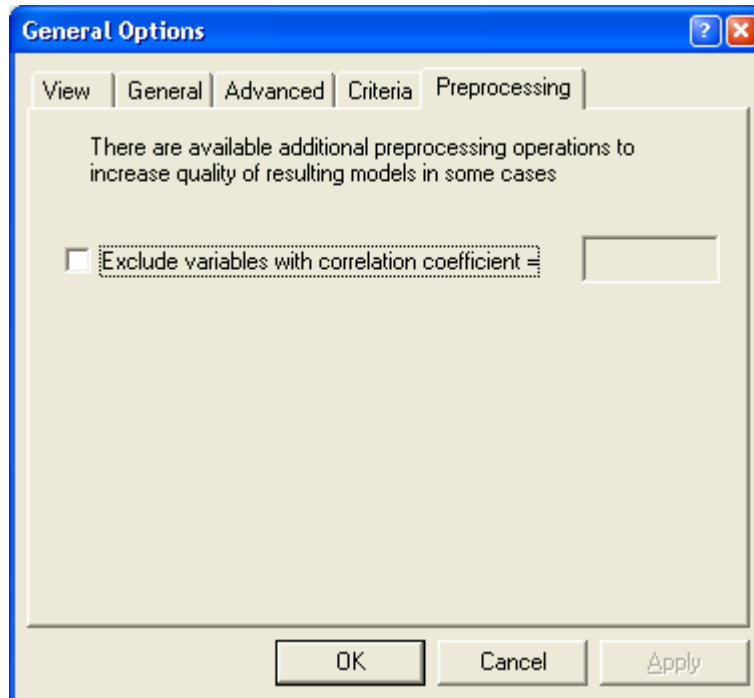 General Options
View General Advanced Criteria Preprocessing
There are available additional preprocessing operations to
increase quality of resulting models in some cases
Exclude variables with correlation coefficient =
OK Cancel Apply